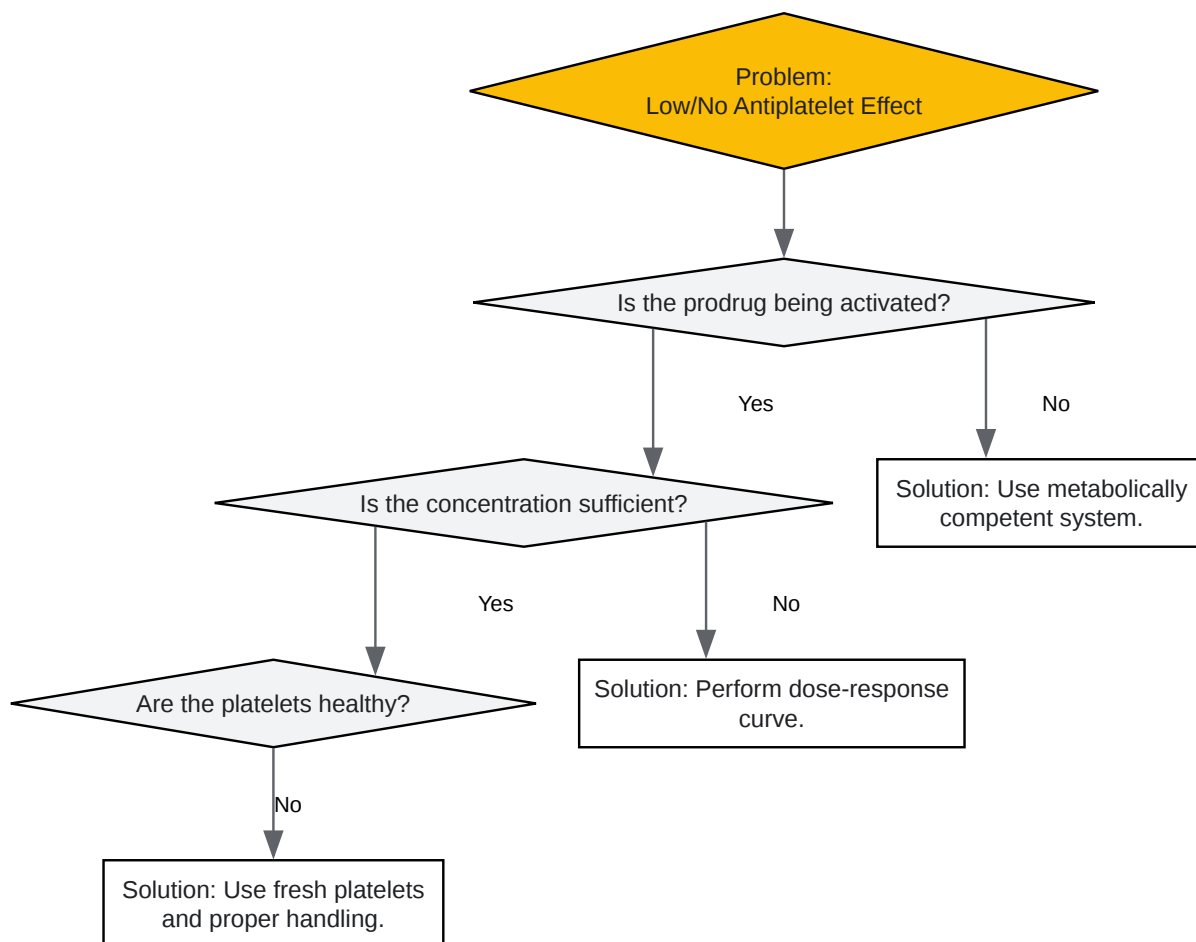 Problem:
Low/No Antiplatelet Effect
Is the prodrug being activated?
Yes
No
Is the concentration sufficient?
Solution: Use metabolically
competent system.
Yes
No
Are the platelets healthy?
Solution: Perform dose-response
curve.
No
Solution: Use fresh platelets
and proper handling.